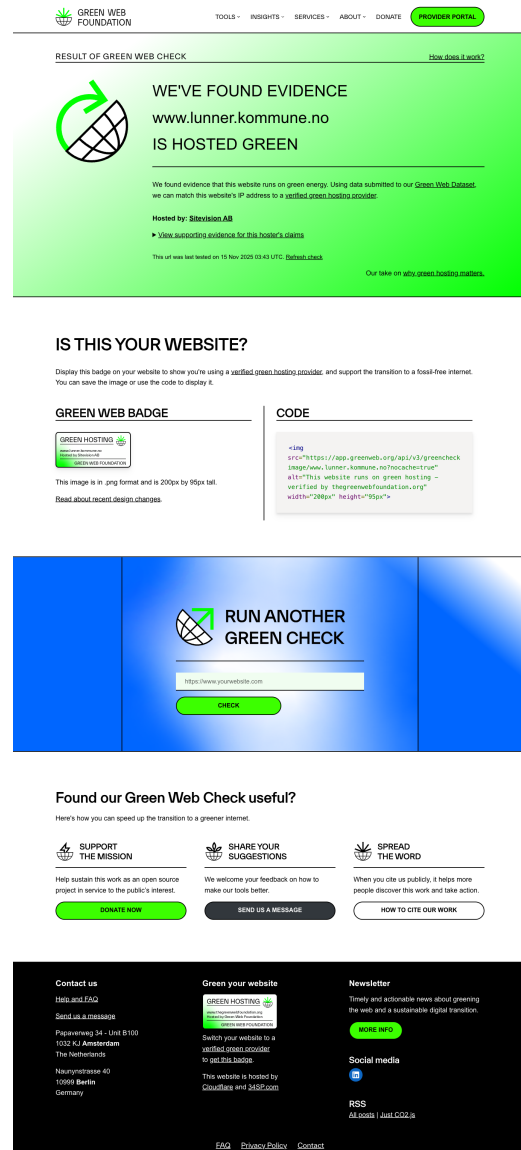 GREEN WEB
FOUNDATION
TOOLS INSIGHTS SERVICES ABOUT DONATE PROVIDER PORTAL
RESULT OF GREEN WEB CHECK
How does it work?
WE'VE FOUND EVIDENCE
www.lunner.kommune.no
IS HOSTED GREEN
We found evidence that this website runs on green energy. Using data submitted to our Green Web Dataset,
we can match this website's IP address to a verified green hosting provider.
Hosted by: Sitevision AB
▶ View supporting evidence for this hoster's claims
This url was last tested on 15 Nov 2025 03:43 UTC. Refresh check
Our take on why green hosting matters.
IS THIS YOUR WEBSITE?
Display this badge on your website to show you're using a verified green hosting provider, and support the transition to a fossil-free internet.
You can save the image or use the code to display it.
GREEN WEB BADGE
GREEN HOSTING
www.lunner.kommune.no
Hosted by Sitevision AB
GREEN WEB FOUNDATION
This image is in .png format and is 200px by 95px tall.
Read about recent design changes.
CODE
<img
src="https://app.greenweb.org/api/v3/greencheck
image/www.lunner.kommune.no?nocache=true"
alt="This website runs on green hosting –
verified by thegreenwebfoundation.org"
width="200px" height="95px">
RUN ANOTHER
GREEN CHECK
https://www.yourwebsite.com
CHECK
Found our Green Web Check useful?
Here's how you can speed up the transition to a greener internet.
SUPPORT
THE MISSION
Help sustain this work as an open source
project in service to the public's interest.
DONATE NOW
SHARE YOUR
SUGGESTIONS
We welcome your feedback on how to
make our tools better.
SEND US A MESSAGE
SPREAD
THE WORD
When you cite us publicly, it helps more
people discover this work and take action.
HOW TO CITE OUR WORK
Contact us
Help and FAQ
Send us a message
Papaverweg 34 - Unit B100
1032 KJ Amsterdam
The Netherlands
Naunynstrasse 40
10999 Berlin
Germany
Green your website
GREEN HOSTING
www.thegreenwebfoundation.org
Hosted by Green Web Foundation
GREEN WEB FOUNDATION
Switch your website to a
verified green provider
to get this badge.
This website is hosted by
Cloudflare and 34SP.com
Newsletter
Timely and actionable news about greening
the web and a sustainable digital transition.
MORE INFO
Social media
in
RSS
All posts | Just CO2.js
FAQ Privacy Policy Contact